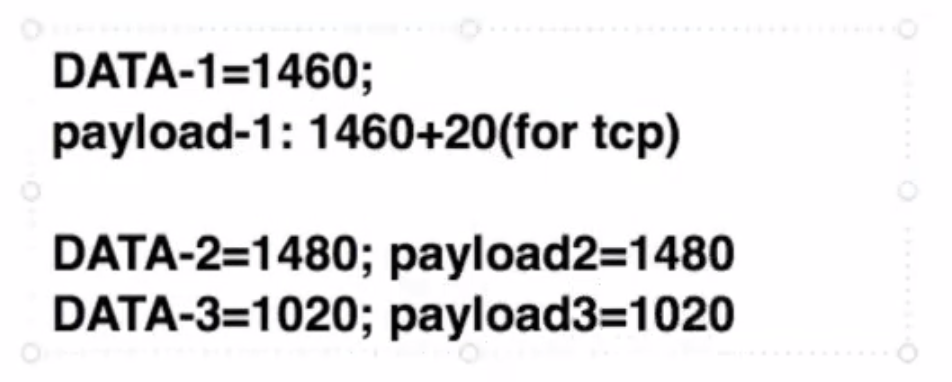 DATA-1=1460;
payload-1: 1460+20(for tcp)
DATA-2=1480; payload2=1480
DATA-3=1020; payload3=1020